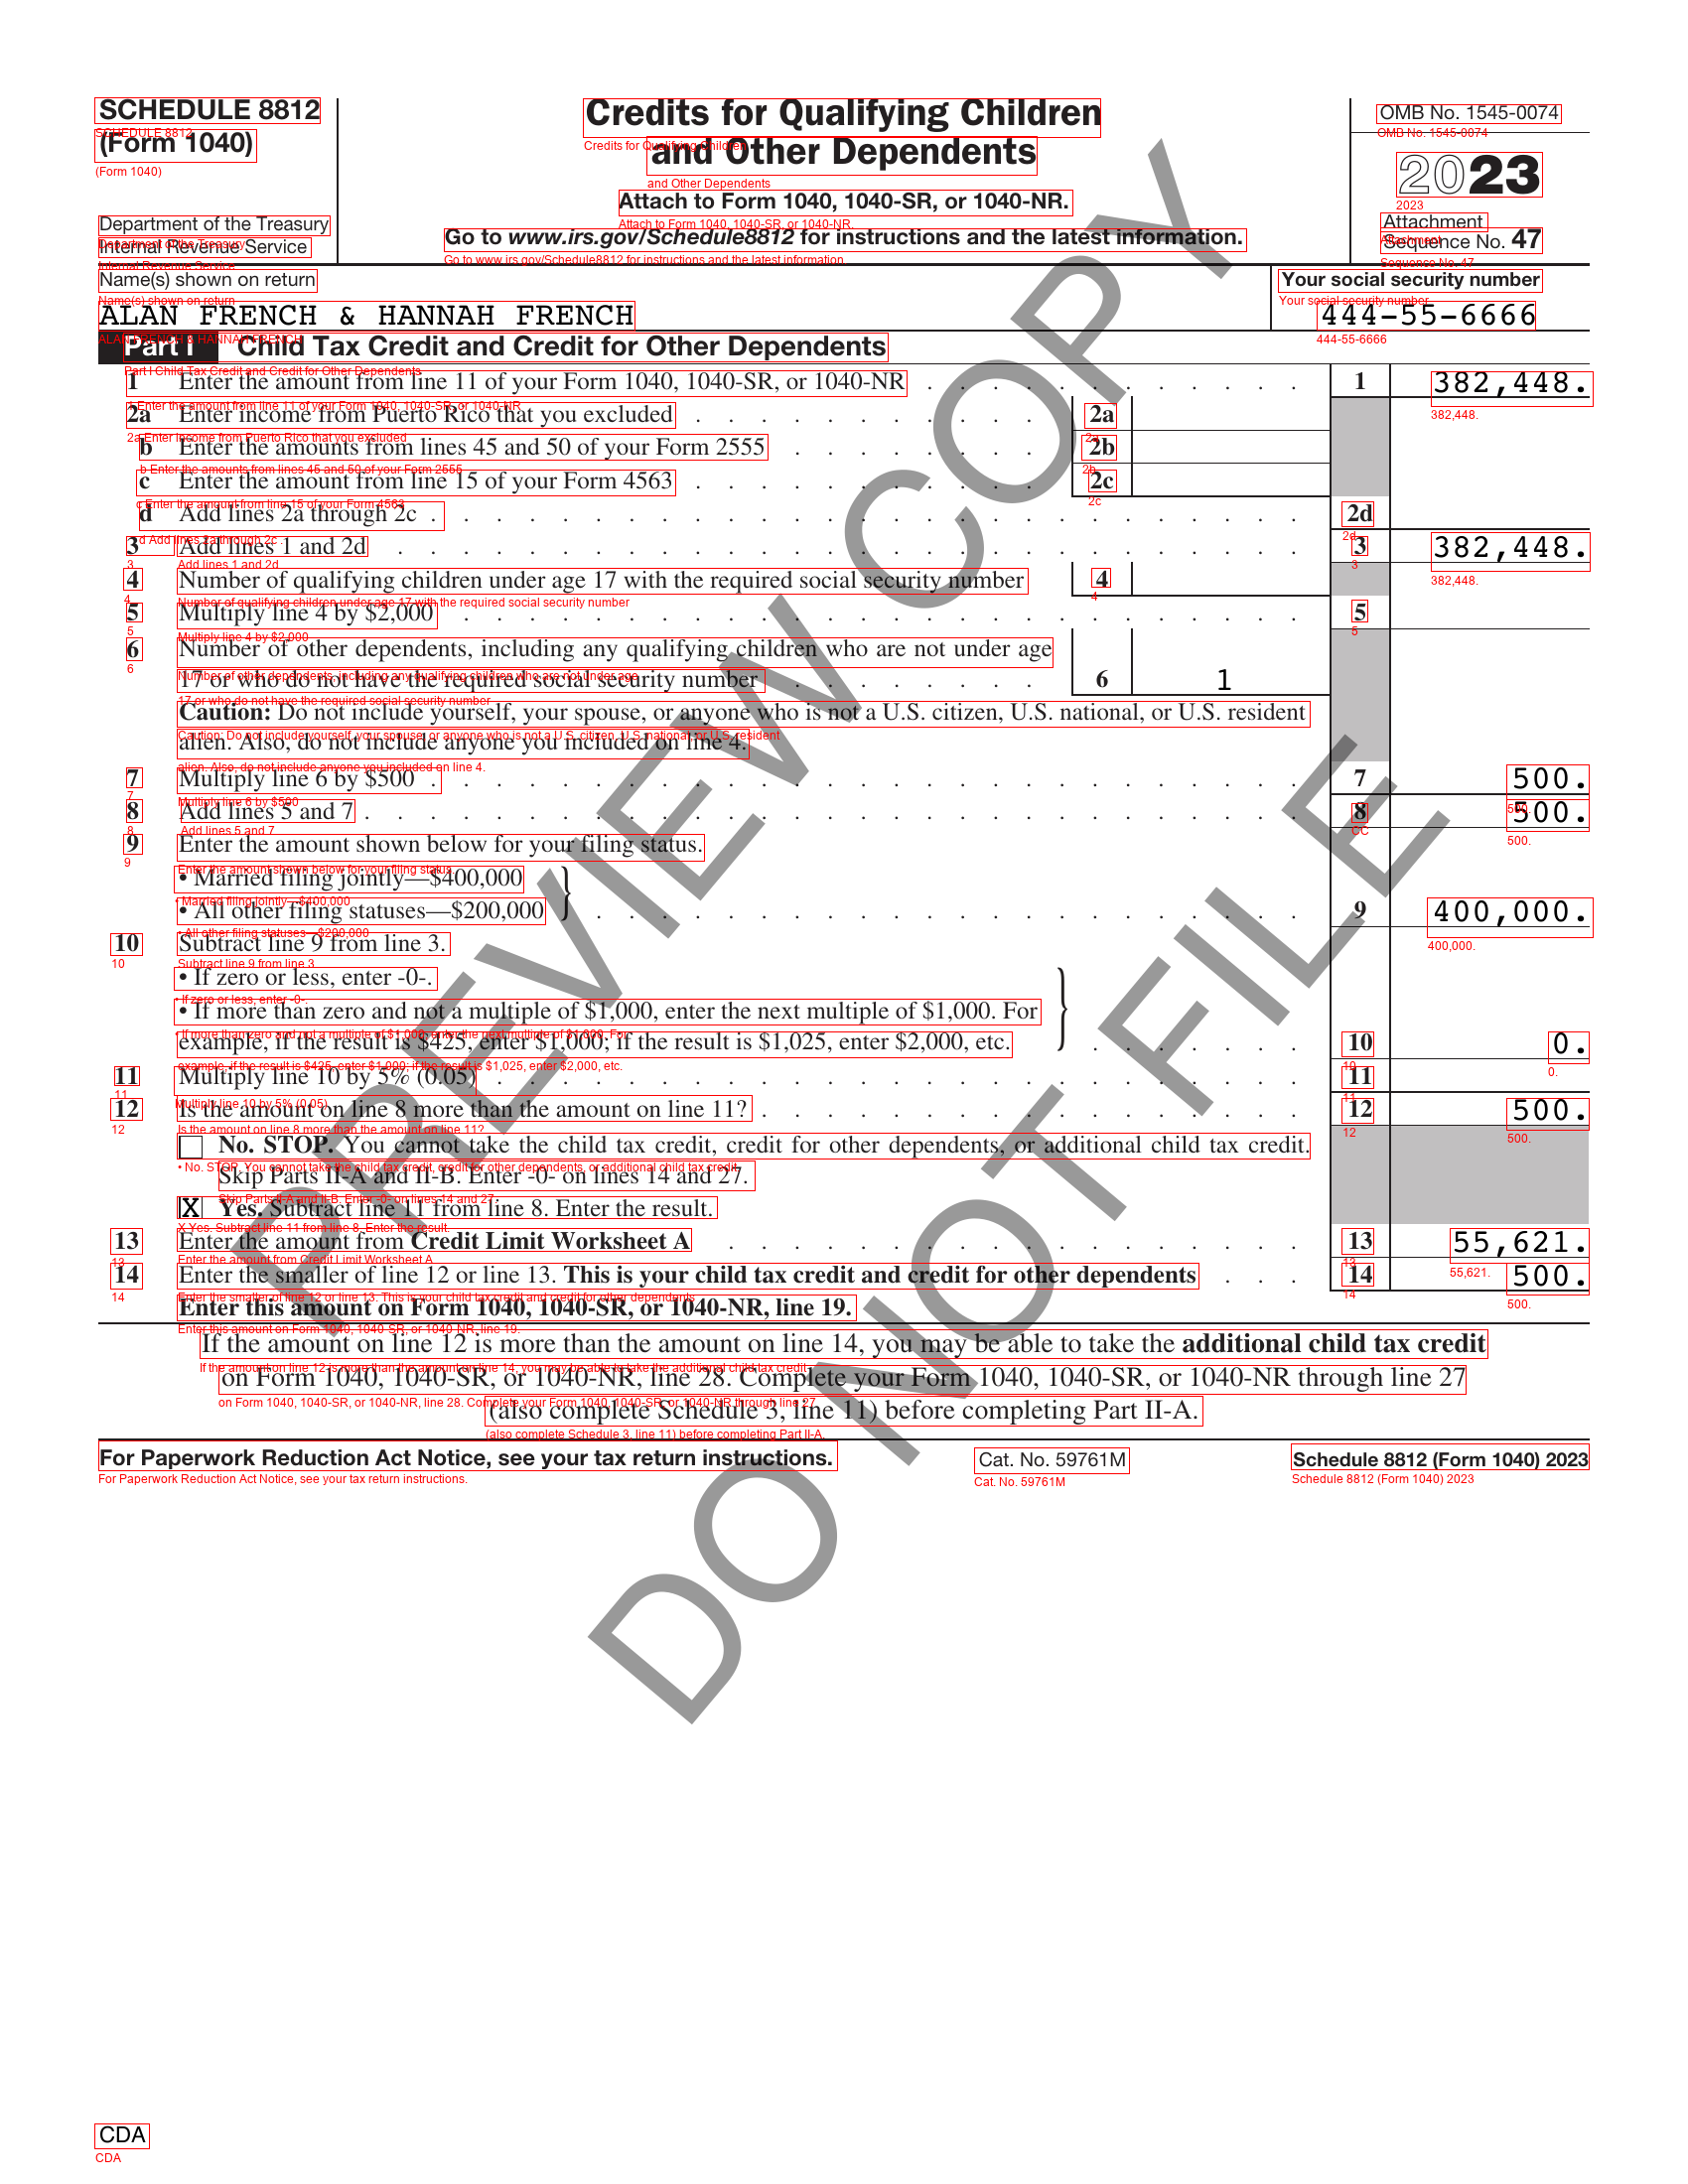 SCHEDULE 8812
(Form 1040)
Department of the Treasury
Internal Revenue Service
Credits for Qualifying Children
and Other Dependents
Attach to Form 1040, 1040-SR, or 1040-NR.
Go to www.irs.gov/Schedule8812 for instructions and the latest information.
OMB No. 1545-0074
2023
Attachment
Sequence No. 47
Name(s) shown on return
ALAN FRENCH & HANNAH FRENCH
Your social security number
444-55-6666
Part I Child Tax Credit and Credit for Other Dependents
1 Enter the amount from line 11 of your Form 1040, 1040-SR, or 1040-NR . . . . . . . . . . . . 1 382,448.
2a Enter income from Puerto Rico that you excluded . . . . . . . . . . . 2a
b Enter the amounts from lines 45 and 50 of your Form 2555 . . . . . . . . 2b
c Enter the amount from line 15 of your Form 4563 . . . . . . . . . . . 2c
d Add lines 2a through 2c . . . . . . . . . . . . . . . . . . . . . . . . . . . 2d
3 Add lines 1 and 2d . . . . . . . . . . . . . . . . . . . . . . . . . . . . 3 382,448.
4 Number of qualifying children under age 17 with the required social security number 4
5 Multiply line 4 by $2,000 . . . . . . . . . . . . . . . . . . . . . . . . . . 5
6 Number of other dependents, including any qualifying children who are not under age
17 or who do not have the required social security number . . . . . . . . 6 1
Caution: Do not include yourself, your spouse, or anyone who is not a U.S. citizen, U.S. national, or U.S. resident
alien. Also, do not include anyone you included on line 4.
7 Multiply line 6 by $500 . . . . . . . . . . . . . . . . . . . . . . . . . . . 7 500.
8 Add lines 5 and 7 . . . . . . . . . . . . . . . . . . . . . . . . . . . . . 8 500.
9 Enter the amount shown below for your filing status.
• Married filing jointly—$400,000
• All other filing statuses—$200,000 } . . . . . . . . . . . . . . . . . . . . . . 9 400,000.
10 Subtract line 9 from line 3.
• If zero or less, enter -0-.
• If more than zero and not a multiple of $1,000, enter the next multiple of $1,000. For
example, if the result is $425, enter $1,000; if the result is $1,025, enter $2,000, etc. } . . . . . . . 10 0.
11 Multiply line 10 by 5% (0.05) . . . . . . . . . . . . . . . . . . . . . . . . . 11
12 Is the amount on line 8 more than the amount on line 11? . . . . . . . . . . . . . . . . . 12 500.
No. STOP. You cannot take the child tax credit, credit for other dependents, or additional child tax credit.
Skip Parts II-A and II-B. Enter -0- on lines 14 and 27.
X Yes. Subtract line 11 from line 8. Enter the result.
13 Enter the amount from Credit Limit Worksheet A . . . . . . . . . . . . . . . . . . 13 55,621.
14 Enter the smaller of line 12 or line 13. This is your child tax credit and credit for other dependents . . . 14 500.
Enter this amount on Form 1040, 1040-SR, or 1040-NR, line 19.
If the amount on line 12 is more than the amount on line 14, you may be able to take the additional child tax credit
on Form 1040, 1040-SR, or 1040-NR, line 28. Complete your Form 1040, 1040-SR, or 1040-NR through line 27
(also complete Schedule 3, line 11) before completing Part II-A.
For Paperwork Reduction Act Notice, see your tax return instructions. Cat. No. 59761M Schedule 8812 (Form 1040) 2023
PREVIEW COPY
DO NOT FILE
CDA